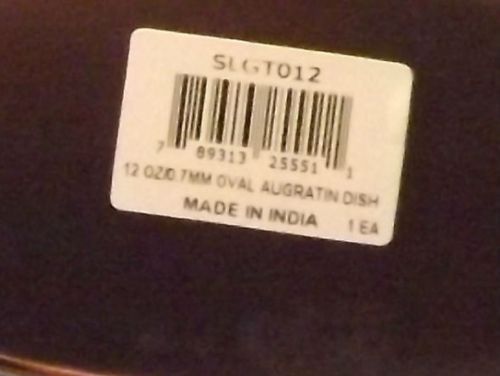 SLGT012
7 89313 25551 1
12 OZ/0.7MM OVAL AUGRATIN DISH
MADE IN INDIA 1 EA